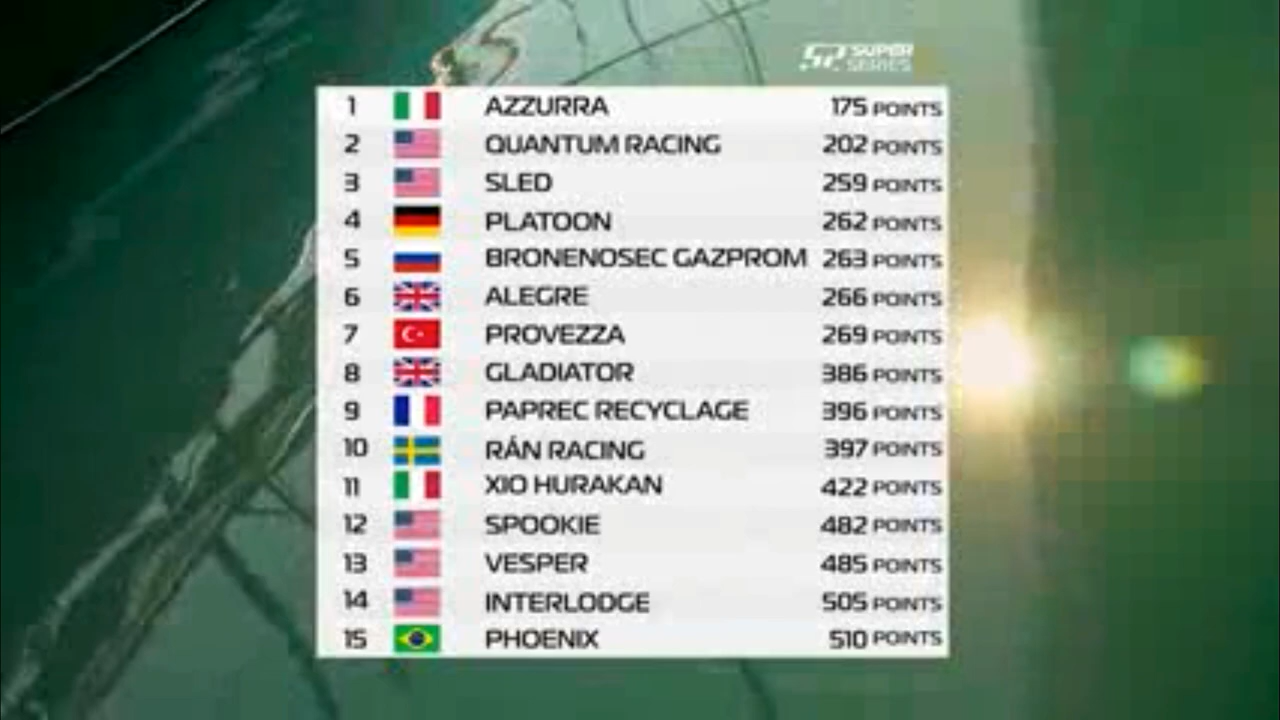 52 SUPER SERIES
1 AZZURRA 175 POINTS
2 QUANTUM RACING 202 POINTS
3 SLED 259 POINTS
4 PLATOON 262 POINTS
5 BRONENOSEC GAZPROM 263 POINTS
6 ALEGRE 266 POINTS
7 PROVEZZA 269 POINTS
8 GLADIATOR 386 POINTS
9 PAPREC RECYCLAGE 396 POINTS
10 RÁN RACING 397 POINTS
11 XIO HURAKAN 422 POINTS
12 SPOOKIE 482 POINTS
13 VESPER 485 POINTS
14 INTERLODGE 505 POINTS
15 PHOENIX 510 POINTS